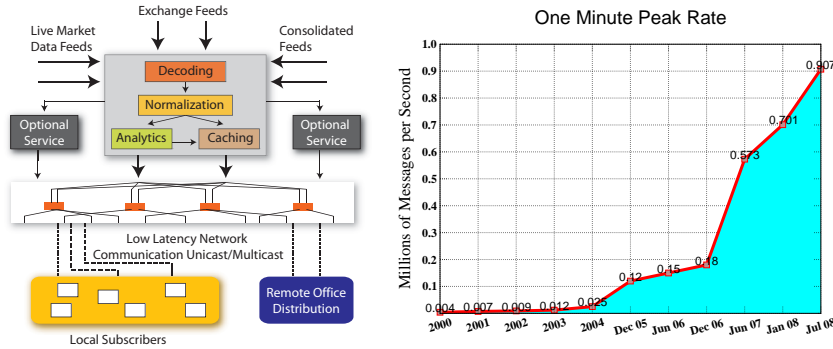 Exchange Feeds
Live Market
Data Feeds
Consolidated
Feeds
Decoding
Normalization
Analytics
Caching
Optional
Service
Optional
Service
Low Latency Network
Communication Unicast/Multicast
Remote Office
Distribution
Local Subscribers
One Minute Peak Rate
Millions of Messages per Second
1.0
0.9
0.8
0.7
0.6
0.5
0.4
0.3
0.2
0.1
0.0
0.004
0.007
0.009
0.012
0.025
0.12
0.15
0.18
0.573
0.701
0.907
2000
2001
2002
2003
2004
Dec 05
Jun 06
Dec 06
Jun 07
Jan 08
Jul 08